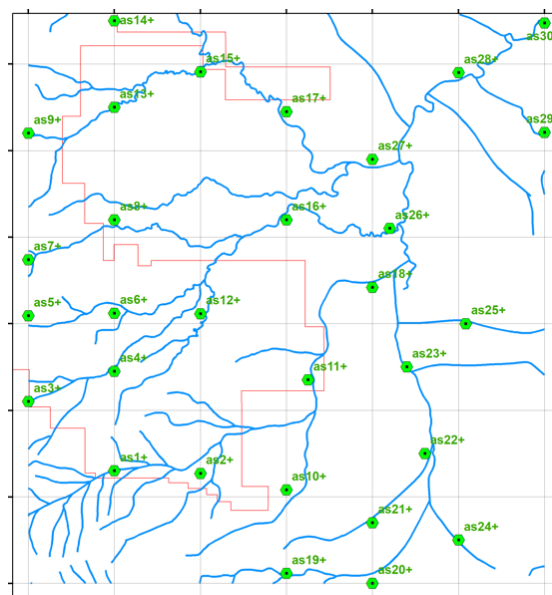 as14+
as30
as15+
as28+
as13+
as17+
as9+
as29+
as27+
as8+
as16+
as26+
as7+
as18+
as5+
as6+
as12+
as25+
as4+
as11+
as23+
as3+
as22+
as1+
as2+
as10+
as21+
as24+
as19+
as20+